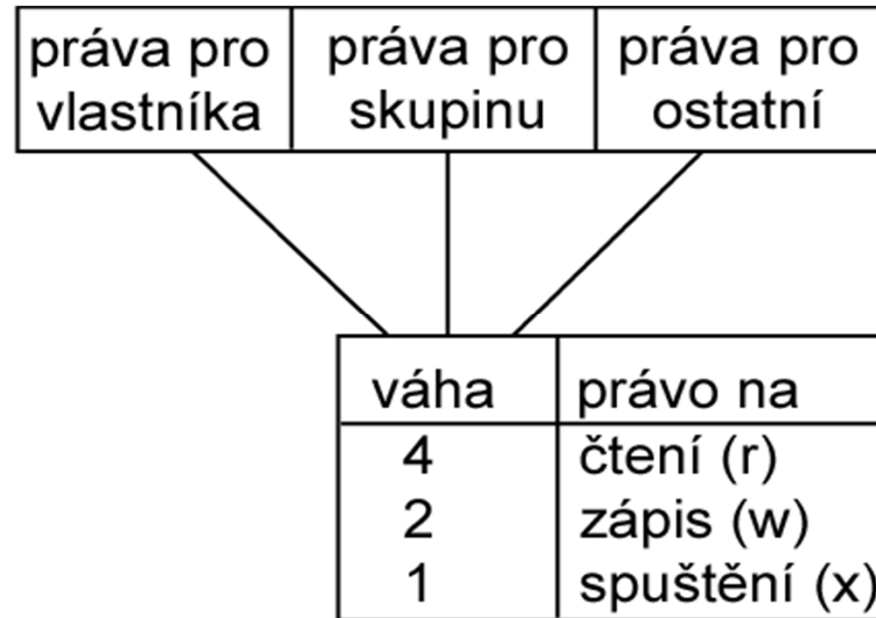 práva pro vlastníka
práva pro skupinu
práva pro ostatní
váha právo na
4 čtení (r)
2 zápis (w)
1 spuštění (x)